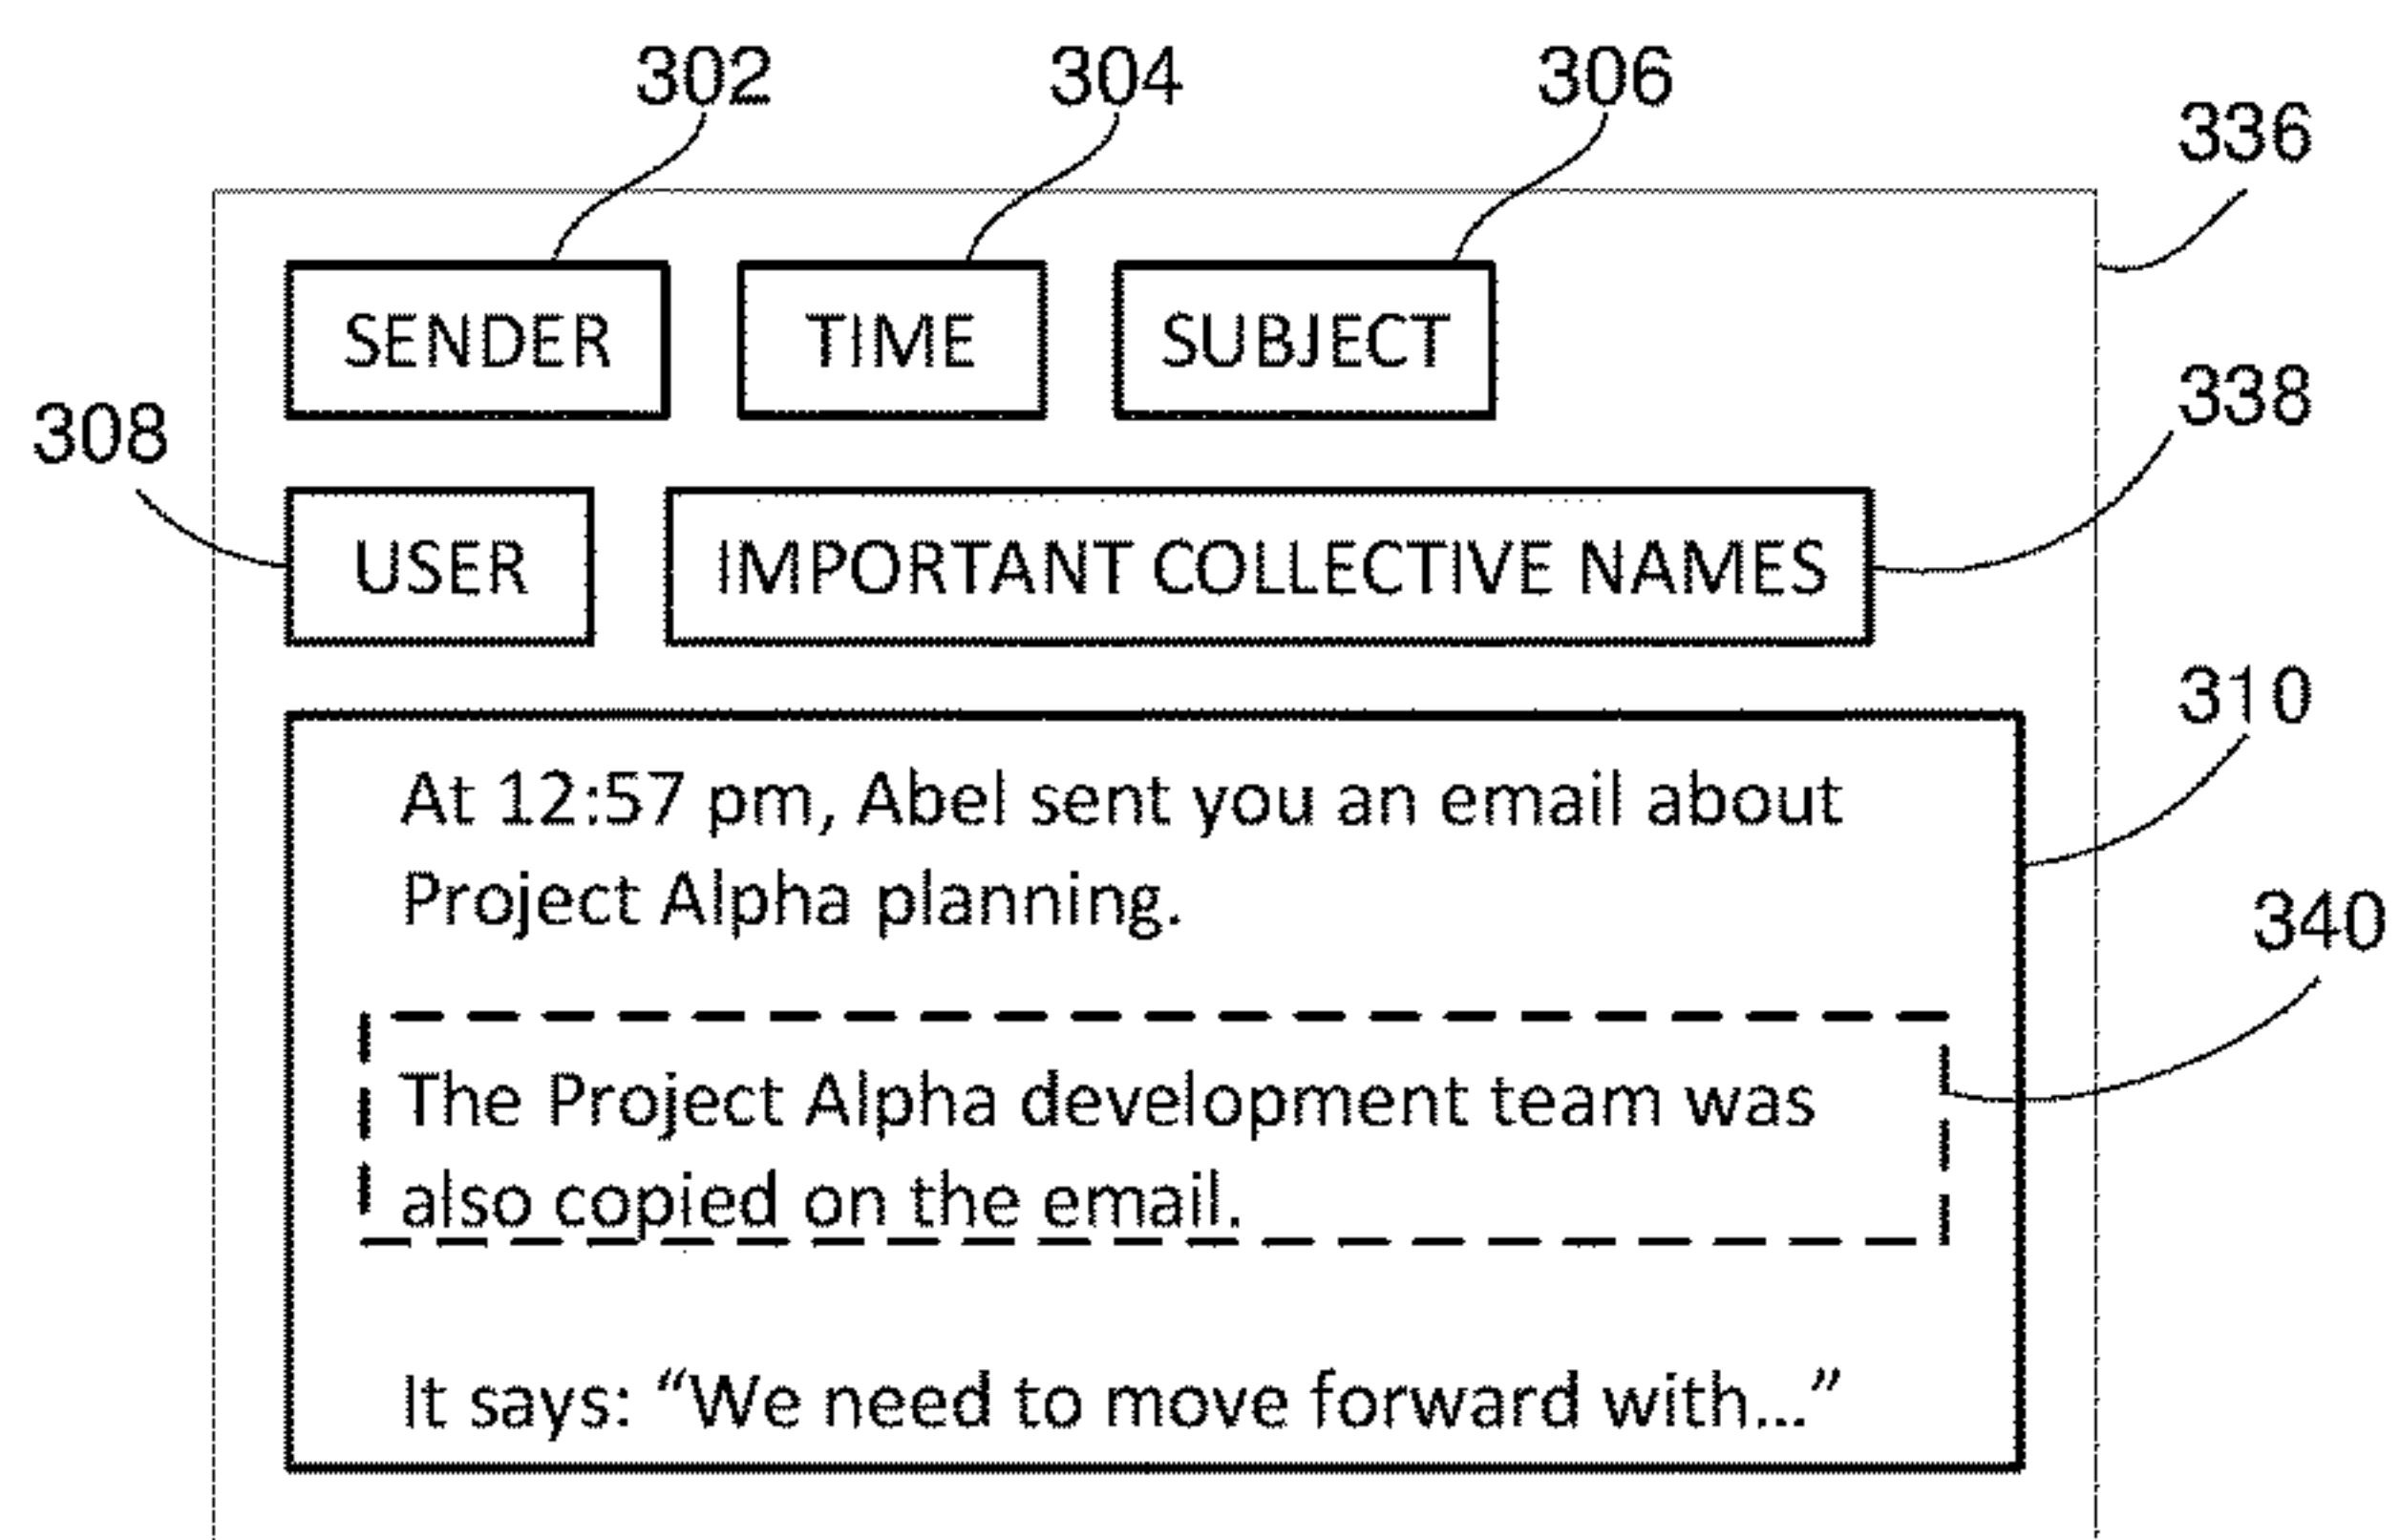 302 304 306
336
SENDER TIME SUBJECT
338
308
USER IMPORTANT COLLECTIVE NAMES
310
At 12:57 pm, Abel sent you an email about
Project Alpha planning.
340
The Project Alpha development team was
also copied on the email.
It says: “We need to move forward with...”